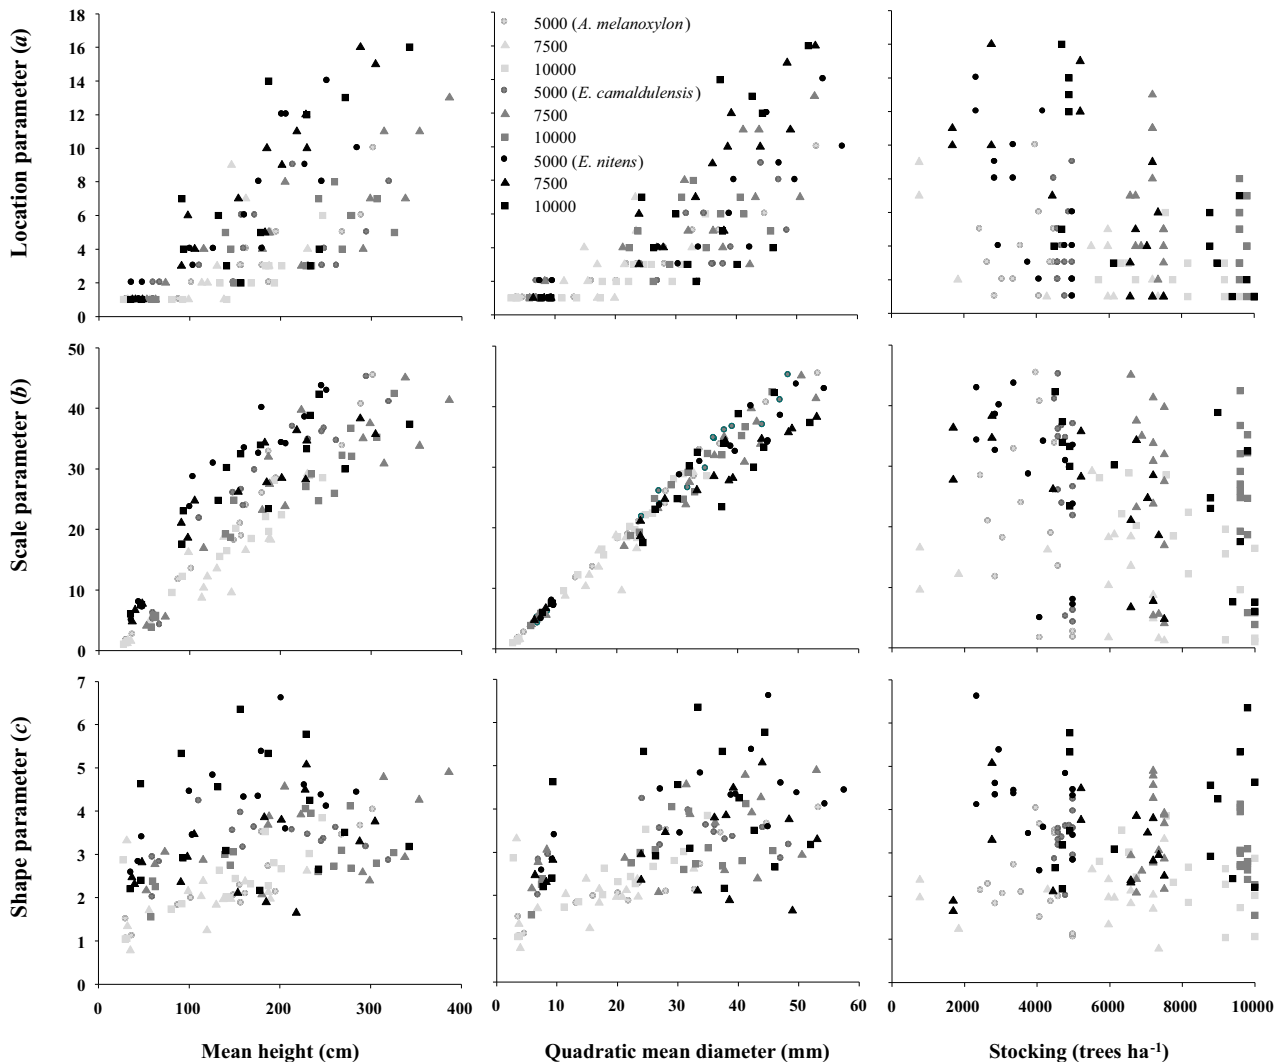 Location parameter (a)
18
16
14
12
10
8
6
4
2
0
5000 (A. melanoxylon)
7500
10000
5000 (E. camaldulensis)
7500
10000
5000 (E. nitens)
7500
10000
Scale parameter (b)
50
40
30
20
10
0
Shape parameter (c)
7
6
5
4
3
2
1
0
0 100 200 300 400
0 10 20 30 40 50 60
0 2000 4000 6000 8000 10000
Mean height (cm)
Quadratic mean diameter (mm)
Stocking (trees ha⁻¹)